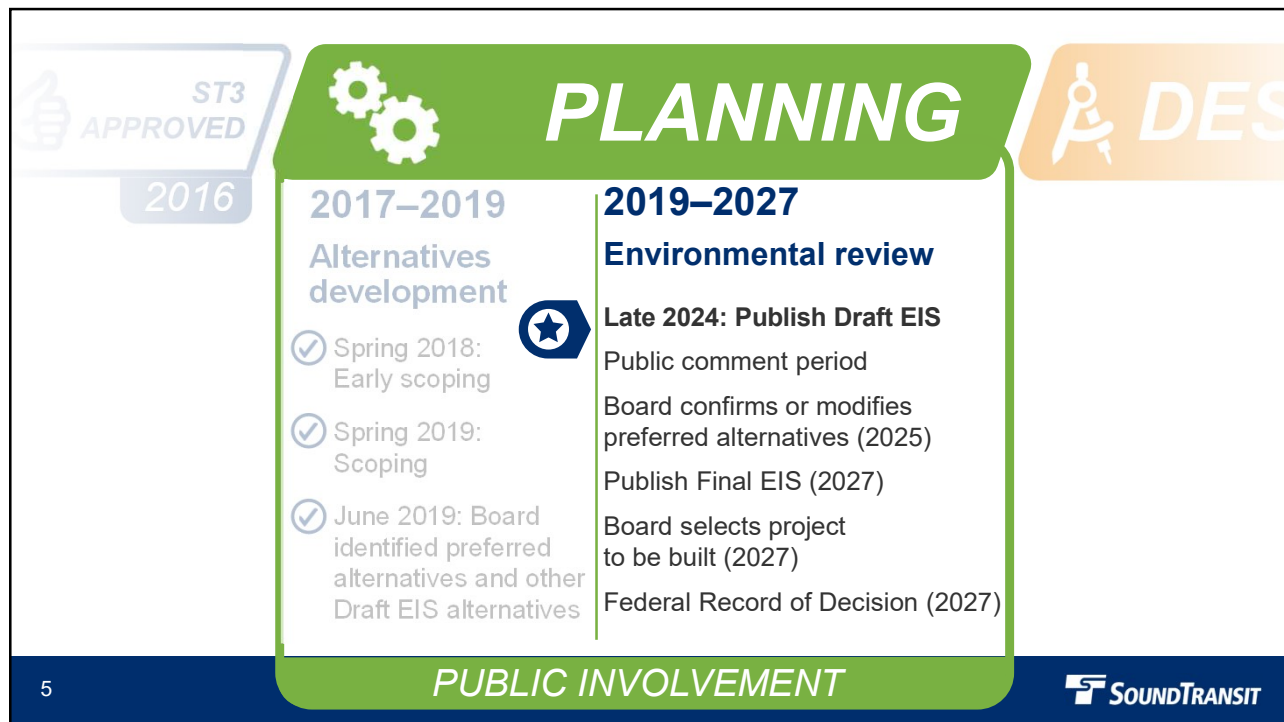 ST3
APPROVED
2016
PLANNING
DES
2017–2019
Alternatives
development
Spring 2018:
Early scoping
Spring 2019:
Scoping
June 2019: Board
identified preferred
alternatives and other
Draft EIS alternatives
2019–2027
Environmental review
Late 2024: Publish Draft EIS
Public comment period
Board confirms or modifies
preferred alternatives (2025)
Publish Final EIS (2027)
Board selects project
to be built (2027)
Federal Record of Decision (2027)
5
PUBLIC INVOLVEMENT
SOUNDTRANSIT